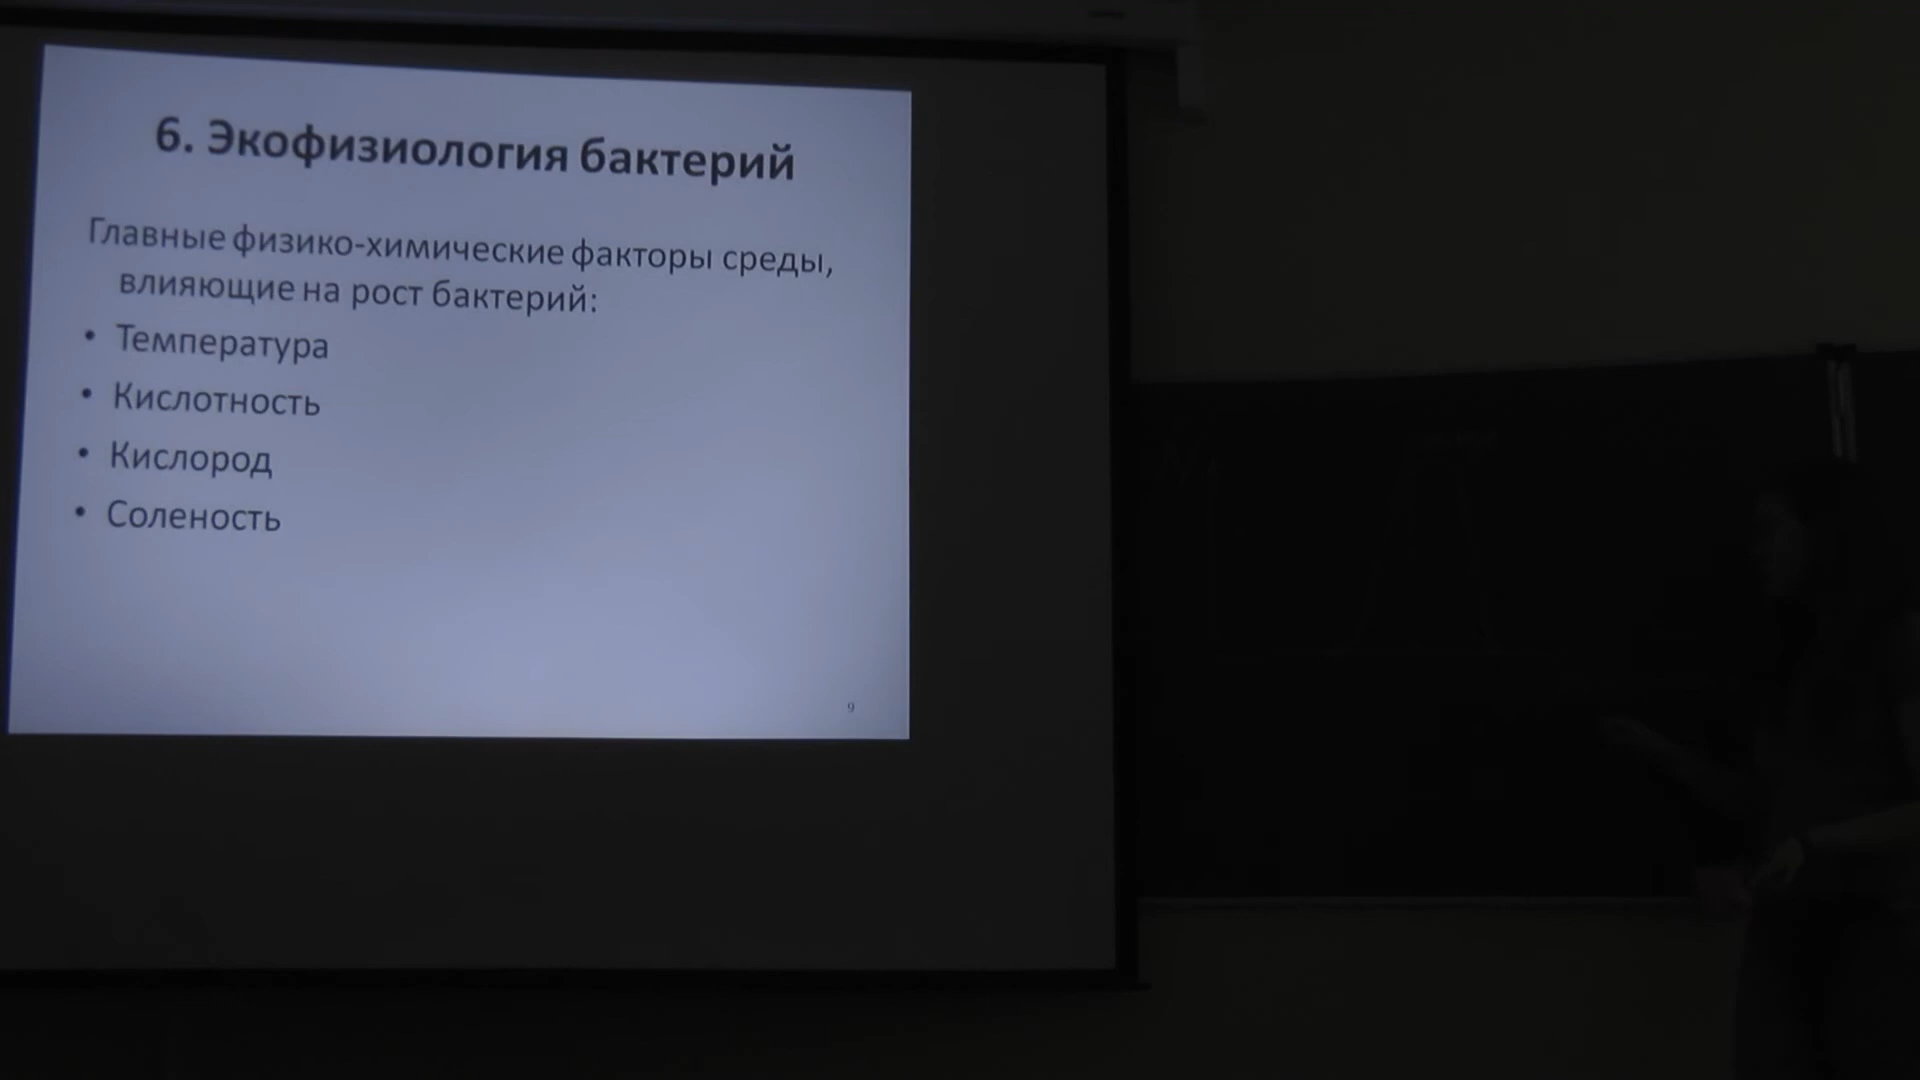 6. Экофизиология бактерий
Главные физико-химические факторы среды,
влияющие на рост бактерий:
• Температура
• Кислотность
• Кислород
• Соленость
9